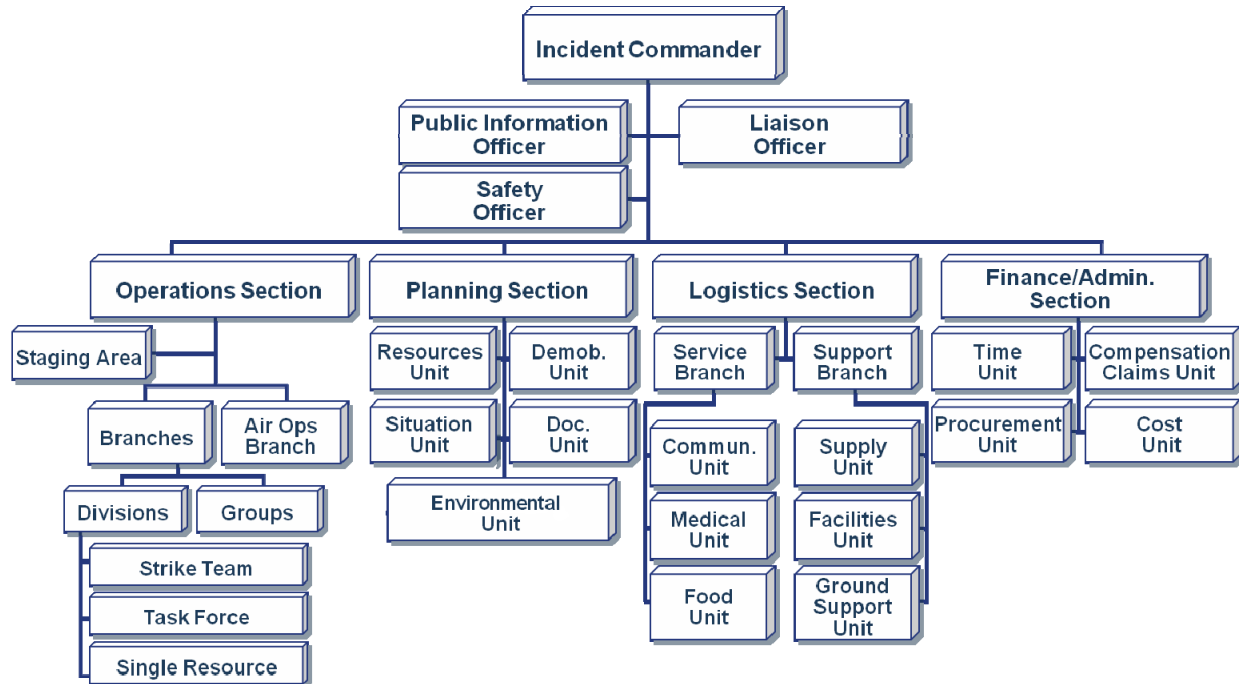 Incident Commander
Public Information
Officer
Liaison
Officer
Safety
Officer
Operations Section
Planning Section
Logistics Section
Finance/Admin.
Section
Staging Area
Resources
Unit
Demob.
Unit
Service
Branch
Support
Branch
Time
Unit
Compensation
Claims Unit
Branches
Air Ops
Branch
Situation
Unit
Doc.
Unit
Commun.
Unit
Supply
Unit
Procurement
Unit
Cost
Unit
Divisions
Groups
Environmental
Unit
Medical
Unit
Facilities
Unit
Strike Team
Task Force
Single Resource
Food
Unit
Ground
Support
Unit